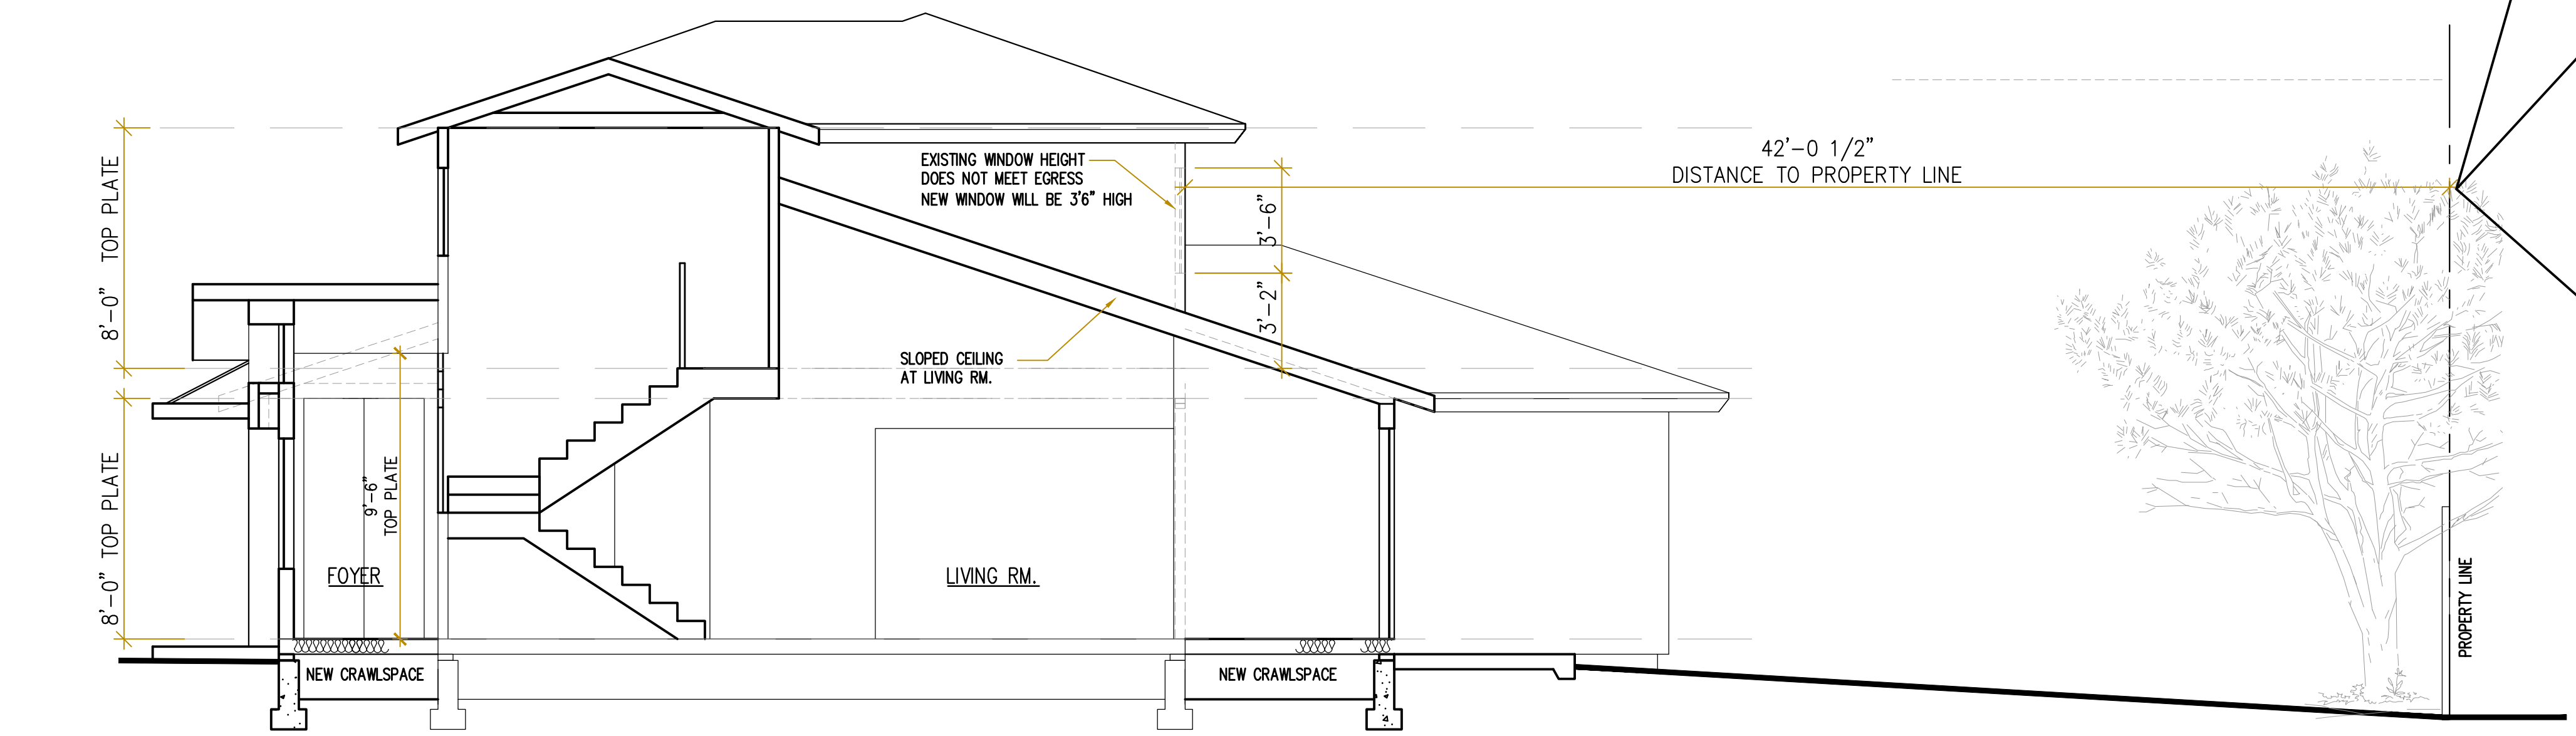 EXISTING WINDOW HEIGHT
DOES NOT MEET EGRESS
NEW WINDOW WILL BE 3'6" HIGH
42'-0 1/2"
DISTANCE TO PROPERTY LINE
8'-0" TOP PLATE
3'-6"
3'-2"
SLOPED CEILING
AT LIVING RM.
8'-0" TOP PLATE
9'-6"
TOP PLATE
FOYER
LIVING RM.
PROPERTY LINE
NEW CRAWLSPACE
NEW CRAWLSPACE